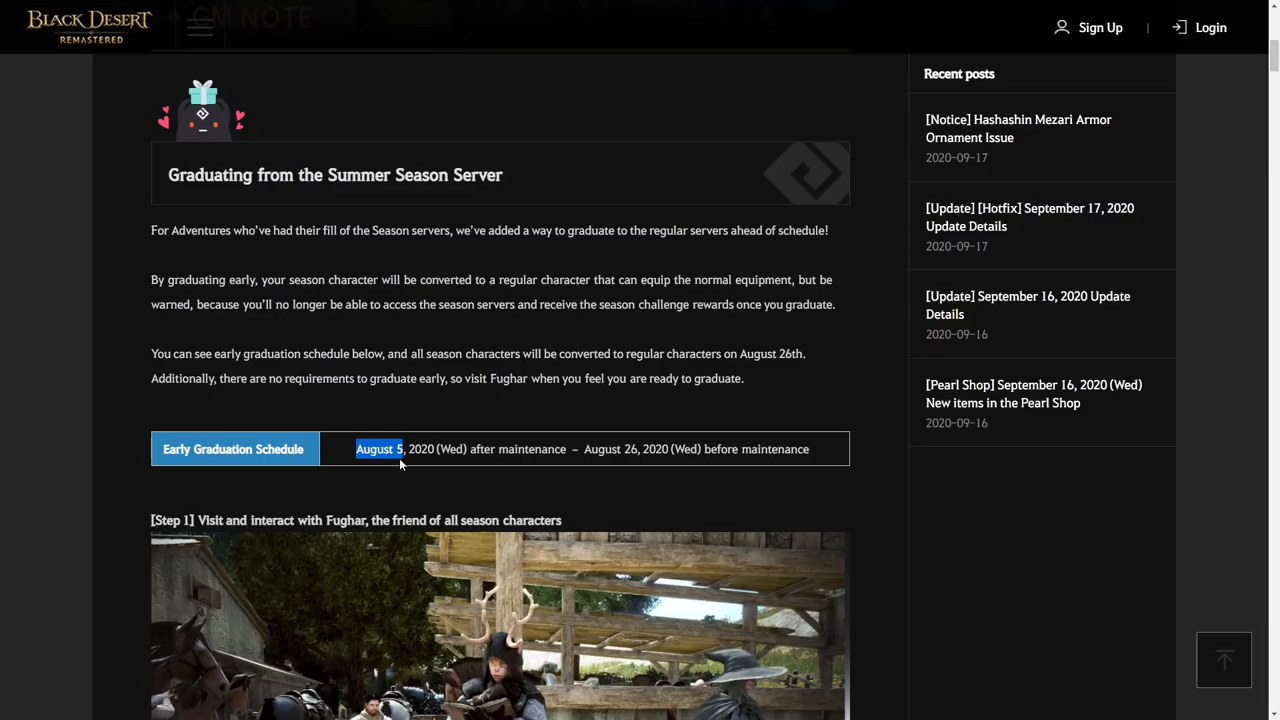 BLACK DESERT
REMASTERED
GM NOTE
Sign Up
Login
Graduating from the Summer Season Server
For Adventures who've had their fill of the Season servers, we've added a way to graduate to the regular servers ahead of schedule!
By graduating early, your season character will be converted to a regular character that can equip the normal equipment, but be
warned, because you'll no longer be able to access the season servers and receive the season challenge rewards once you graduate.
You can see early graduation schedule below, and all season characters will be converted to regular characters on August 26th.
Additionally, there are no requirements to graduate early, so visit Fughar when you feel you are ready to graduate.
Early Graduation Schedule
August 5, 2020 (Wed) after maintenance – August 26, 2020 (Wed) before maintenance
[Step 1] Visit and interact with Fughar, the friend of all season characters
Recent posts
[Notice] Hashashin Mezari Armor
Ornament Issue
2020-09-17
[Update] [Hotfix] September 17, 2020
Update Details
2020-09-17
[Update] September 16, 2020 Update
Details
2020-09-16
[Pearl Shop] September 16, 2020 (Wed)
New items in the Pearl Shop
2020-09-16